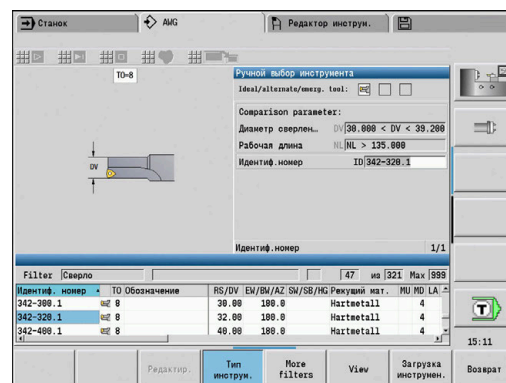 Станок
AWG
Редактор инструм.
TO=8
DV
Ручной выбор инструмента
Ideal/alternate/emerg. tool:
Comparison parameter:
Диаметр сверлен… DV 30.000 < DV < 39.200
Рабочая длина NL NL > 135.000
Идентиф.номер ID 342-320.1
Идентиф.номер 1/1
Filter Сверло 47 из 321 Max 999
Идентиф. номер TO Обозначение RS/DV EW/BW/AZ SW/SB/HG Режущий мат. MU MD LA
342-300.1 8 30.00 180.0 Hartmetall 4
342-320.1 8 32.00 180.0 Hartmetall 4
342-400.1 8 40.00 180.0 Hartmetall 4
T
15:11
Редактир.
Тип инструм.
More filters
View
Загрузка инструмен.
Возврат